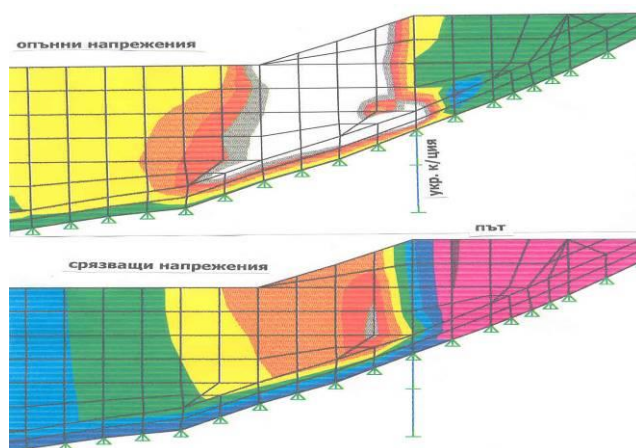 опънни напрежения
укр. к/ция
път
срязващи напрежения